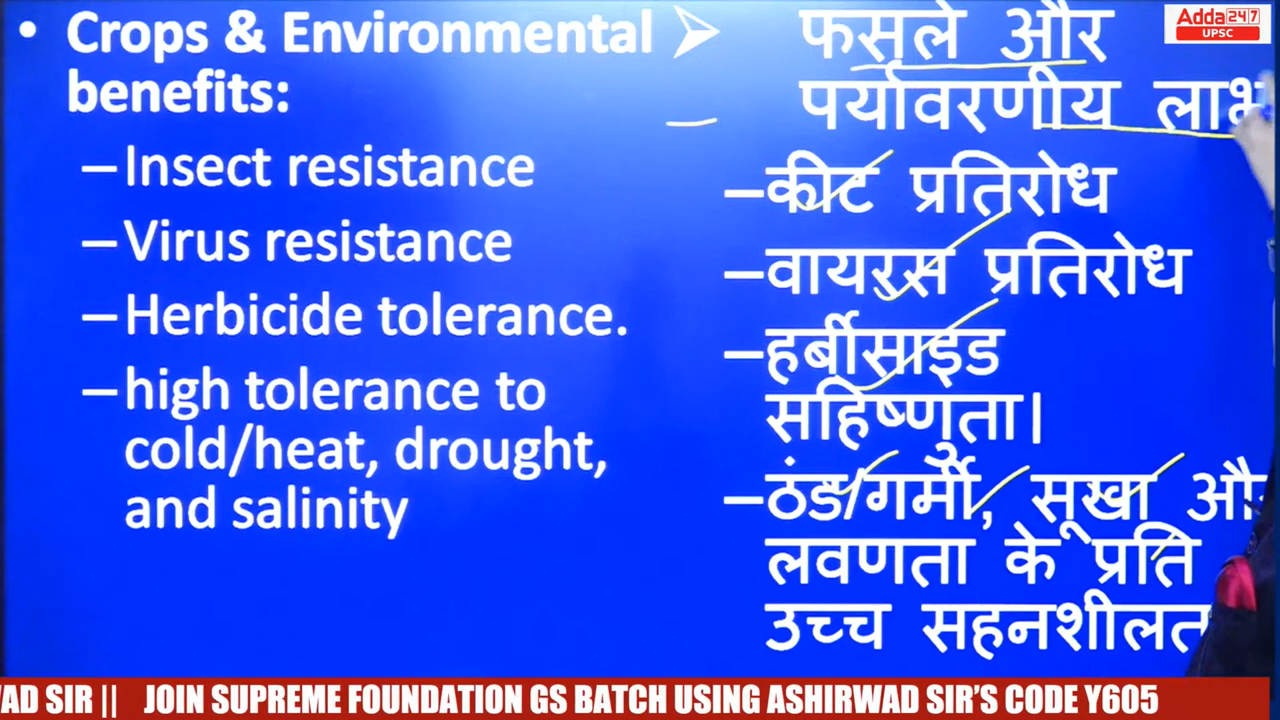 • Crops & Environmental
benefits:
–Insect resistance
–Virus resistance
–Herbicide tolerance.
–high tolerance to
cold/heat, drought,
and salinity
➢ फसले और
पर्यावरणीय लाभ
–कीट प्रतिरोध
–वायरस प्रतिरोध
–हर्बीसाइड
सहिष्णुता।
–ठंड/गर्मी, सूखा
लवणता के प्रति
उच्च
Adda247
UPSC
AD SIR || JOIN SUPREME FOUNDATION GS BATCH USING ASHIRWAD SIR'S CODE Y605